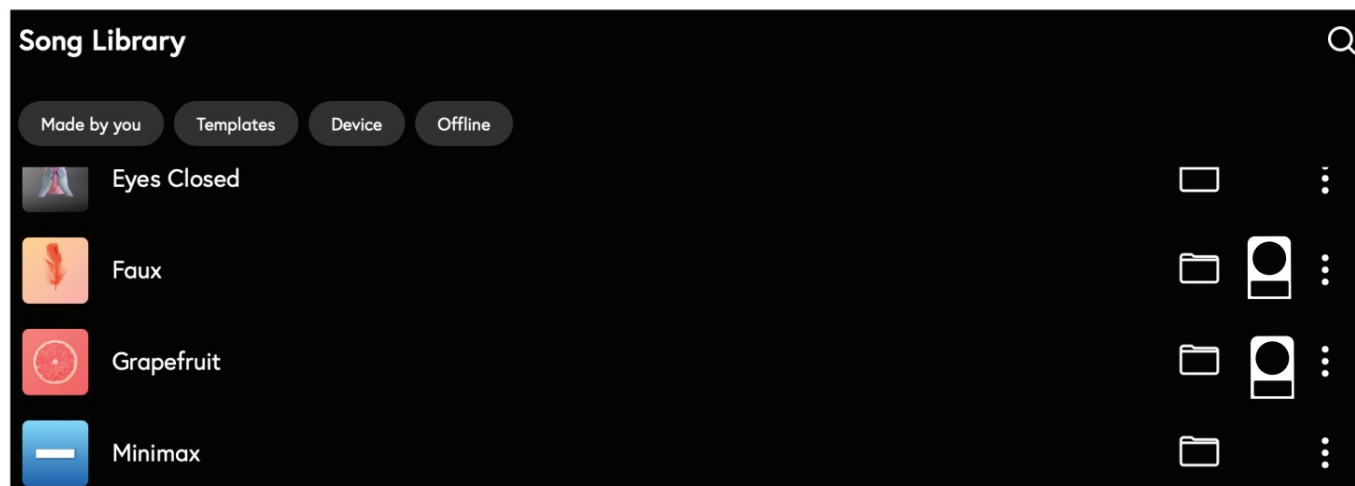 Song Library
Made by you Templates Device Offline
Eyes Closed
Faux
Grapefruit
Minimax